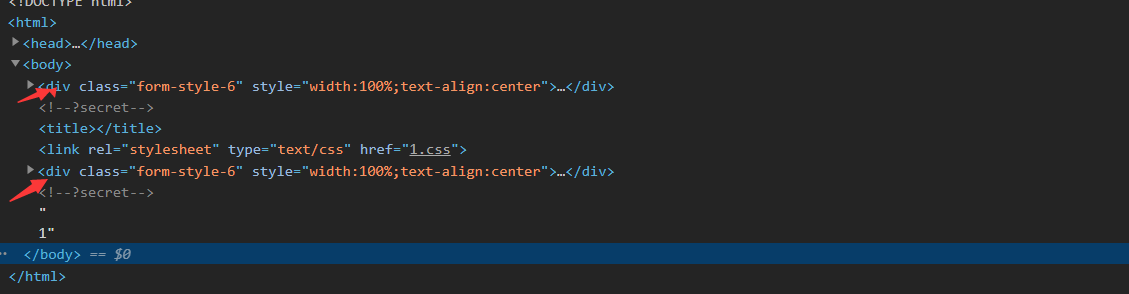 <!DOCTYPE html>
<html>
<head>…</head>
<body>
<div class="form-style-6" style="width:100%;text-align:center">…</div>
<!--?secret-->
<title></title>
<link rel="stylesheet" type="text/css" href="1.css">
<div class="form-style-6" style="width:100%;text-align:center">…</div>
<!--?secret-->
"
1"
</body> == $0
</html>